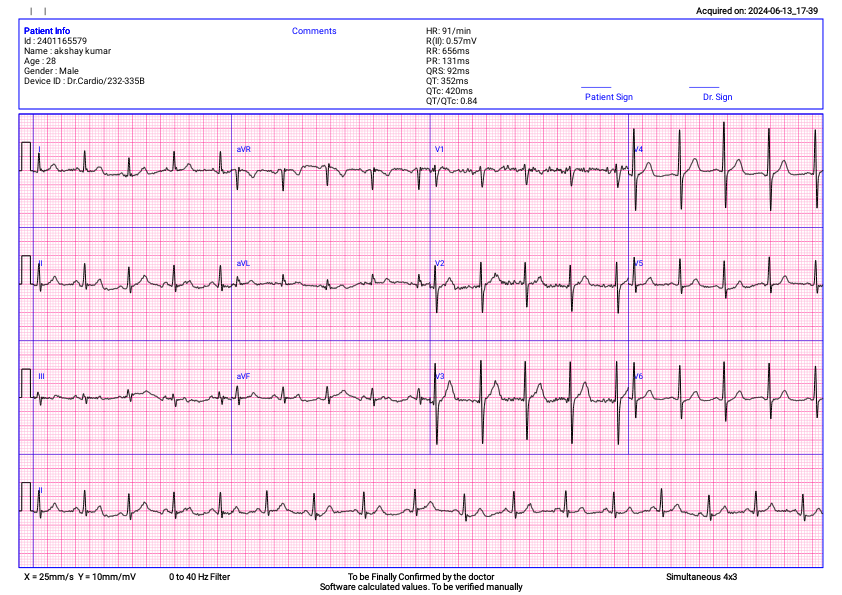 Acquired on: 2024-06-13_17-39
Patient Info
Id : 2401165579
Name : akshay kumar
Age : 28
Gender : Male
Device ID : Dr.Cardio/232-335B
Comments
HR: 91/min
R(II): 0.57mV
RR: 656ms
PR: 131ms
QRS: 92ms
QT: 352ms
QTc: 420ms
QT/QTc: 0.84
Patient Sign
Dr. Sign
I
aVR
V1
V4
II
aVL
V2
V5
III
aVF
V3
V6
II
X = 25mm/s Y = 10mm/mV
0 to 40 Hz Filter
To be Finally Confirmed by the doctor
Software calculated values. To be verified manually
Simultaneous 4x3